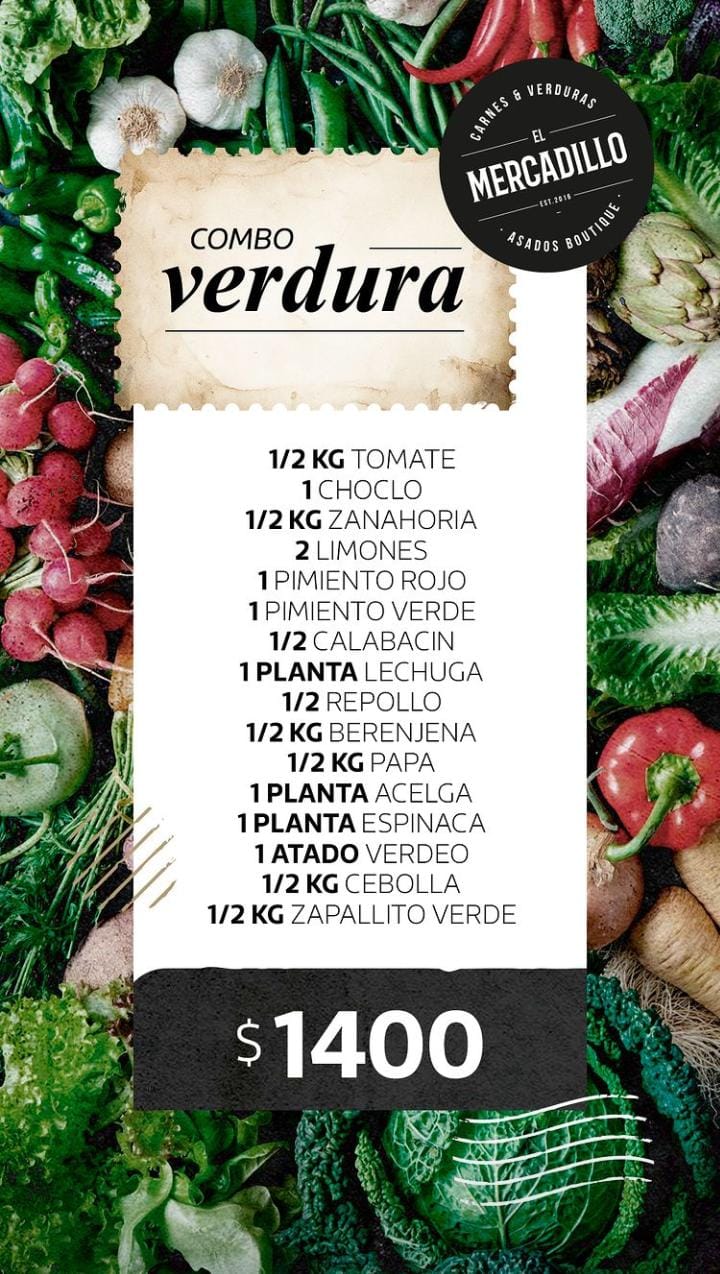 CARNES & VERDURAS
EL
MERCADILLO
EST.2016
· ASADOS BOUTIQUE ·
COMBO
verdura
1/2 KG TOMATE
1 CHOCLO
1/2 KG ZANAHORIA
2 LIMONES
1 PIMIENTO ROJO
1 PIMIENTO VERDE
1/2 CALABACIN
1 PLANTA LECHUGA
1/2 REPOLLO
1/2 KG BERENJENA
1/2 KG PAPA
1 PLANTA ACELGA
1 PLANTA ESPINACA
1 ATADO VERDEO
1/2 KG CEBOLLA
1/2 KG ZAPALLITO VERDE
$1400